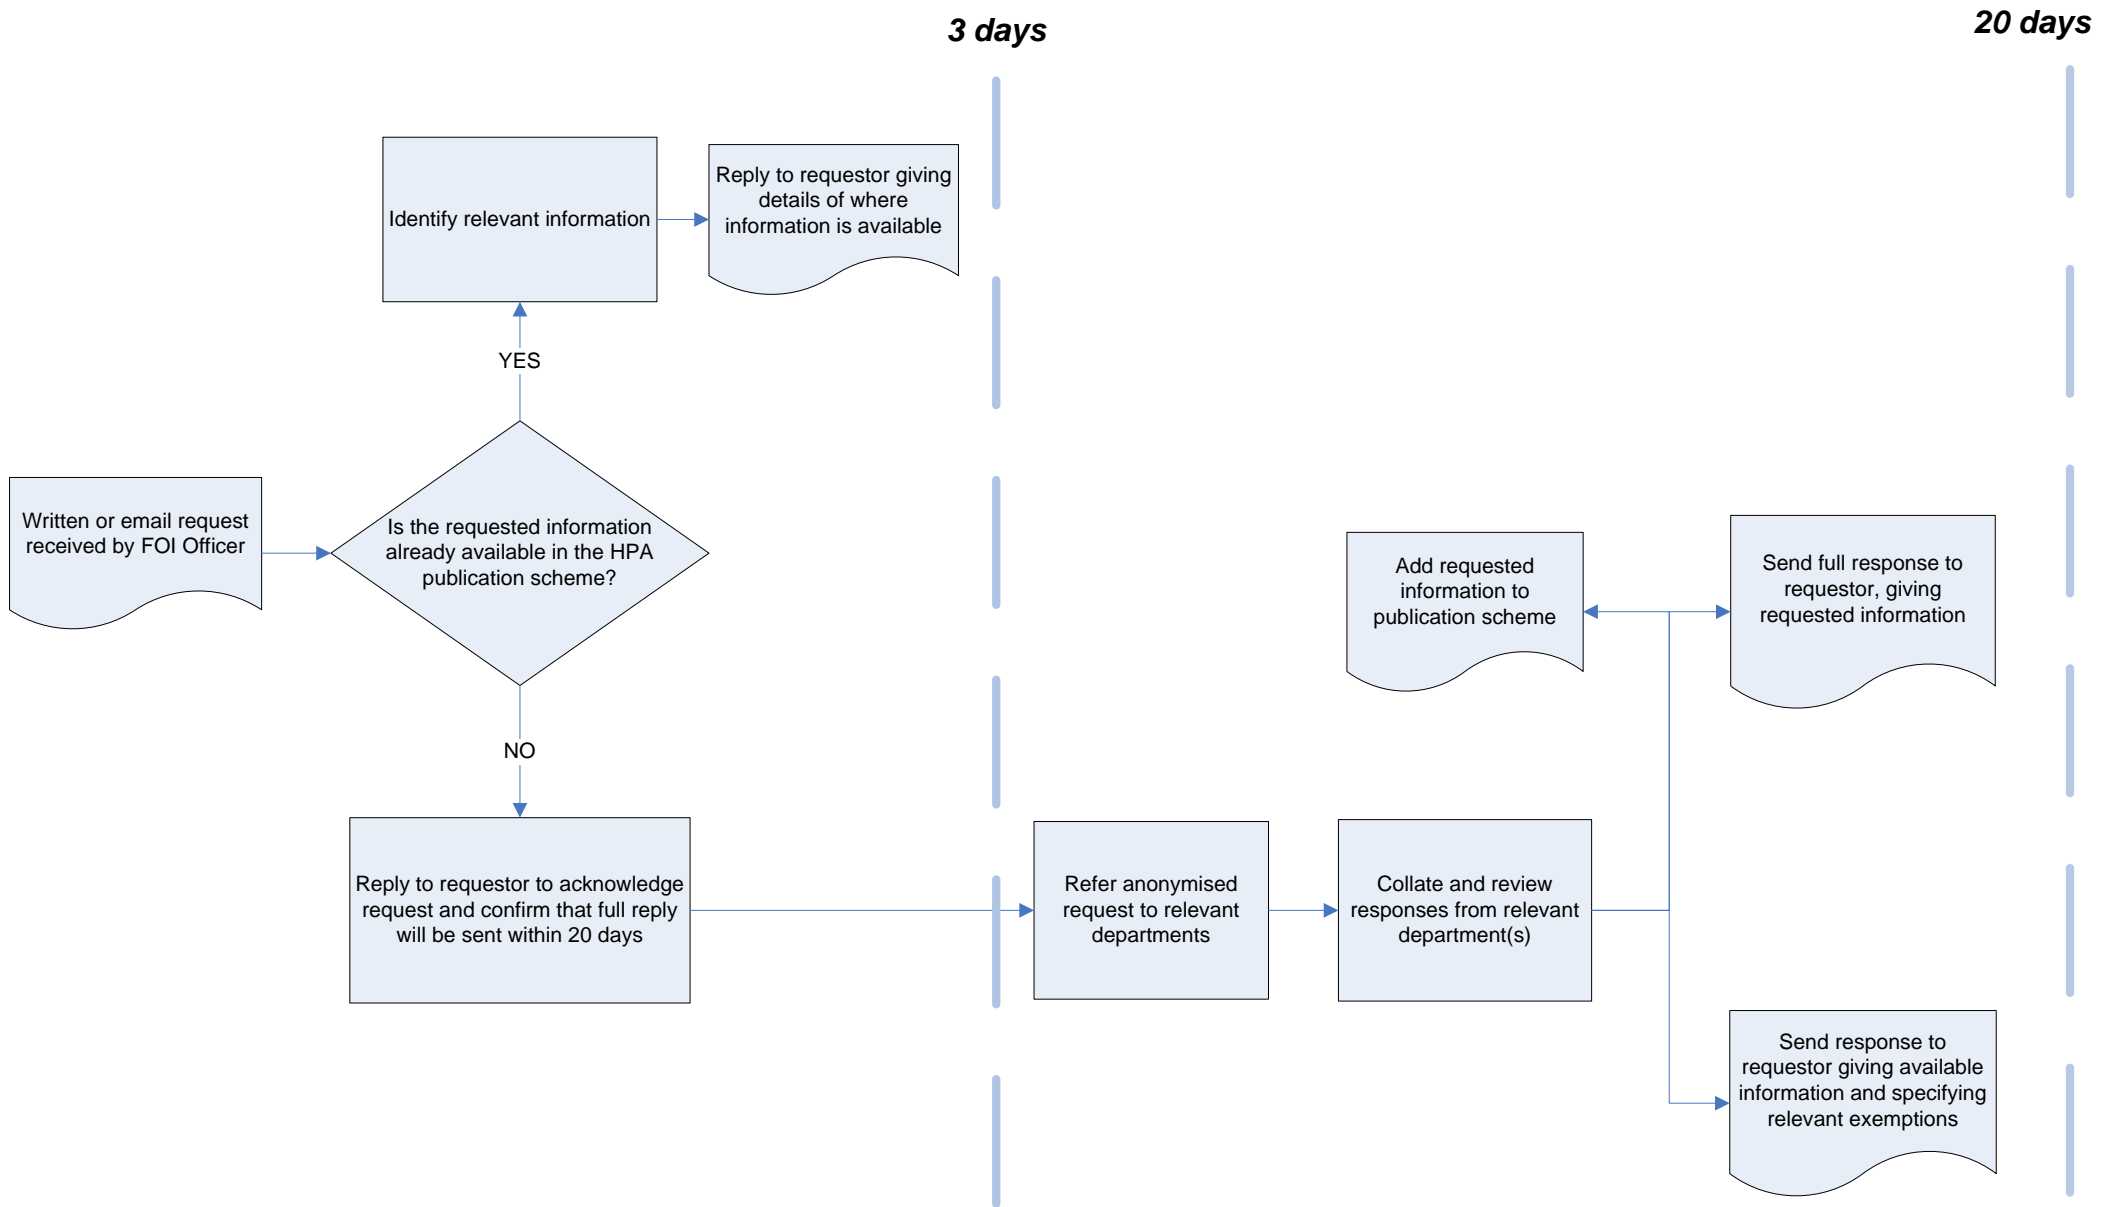 3 days
20 days
Identify relevant information
Reply to requestor giving
details of where
information is available
YES
Written or email request
received by FOI Officer
Is the requested information
already available in the HPA
publication scheme?
Add requested
information to
publication scheme
Send full response to
requestor, giving
requested information
NO
Reply to requestor to acknowledge
request and confirm that full reply
will be sent within 20 days
Refer anonymised
request to relevant
departments
Collate and review
responses from relevant
department(s)
Send response to
requestor giving available
information and specifying
relevant exemptions